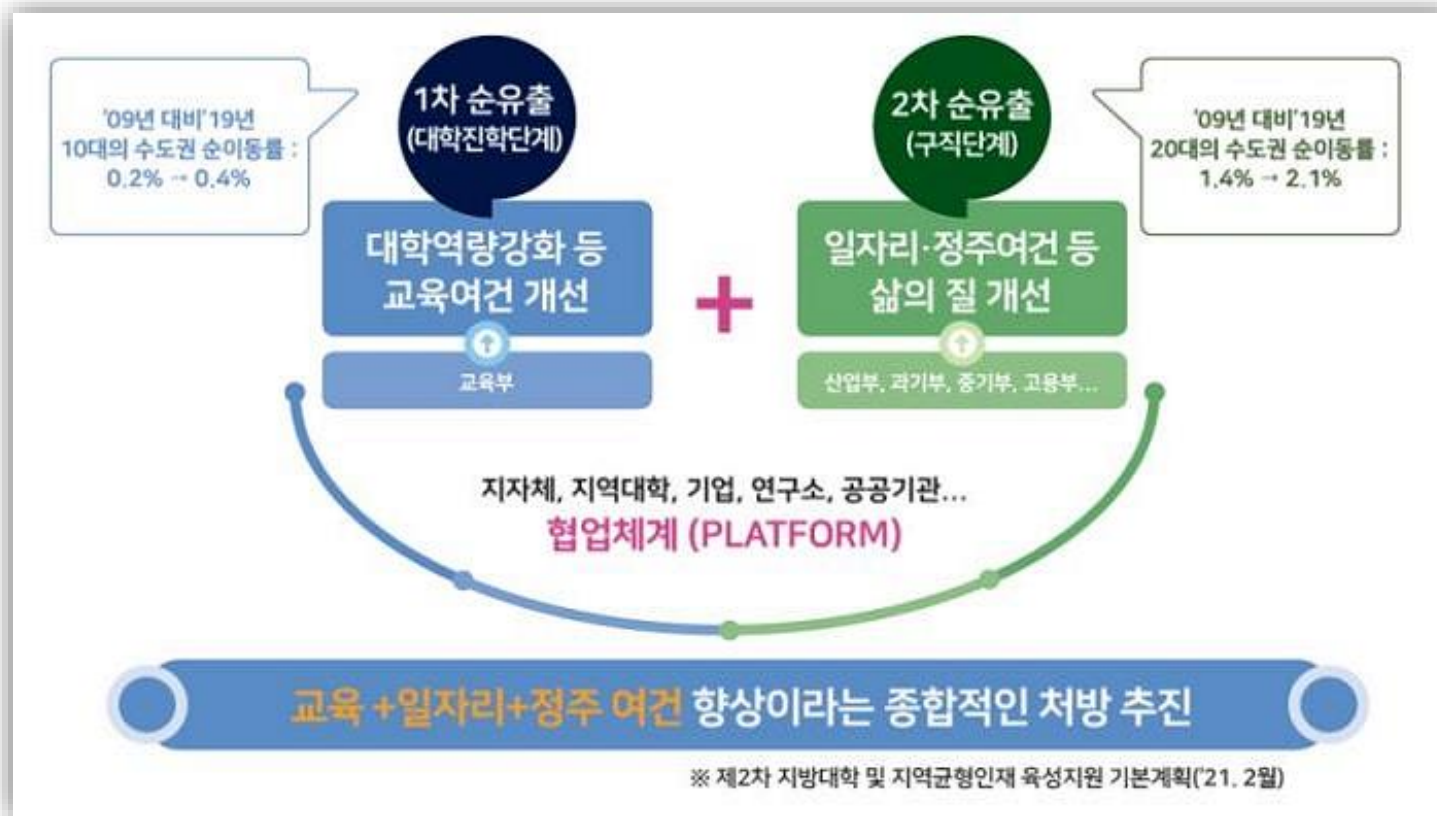 '09년 대비'19년
10대의 수도권 순이동률 :
0.2% → 0.4%
1차 순유출
(대학진학단계)
대학역량강화 등
교육여건 개선
교육부
+
2차 순유출
(구직단계)
일자리·정주여건 등
삶의 질 개선
산업부, 과기부, 중기부, 고용부...
'09년 대비'19년
20대의 수도권 순이동률 :
1.4% → 2.1%
지자체, 지역대학, 기업, 연구소, 공공기관...
협업체계 (PLATFORM)
교육 +일자리+정주 여건 향상이라는 종합적인 처방 추진
※ 제2차 지방대학 및 지역균형인재 육성지원 기본계획('21. 2월)